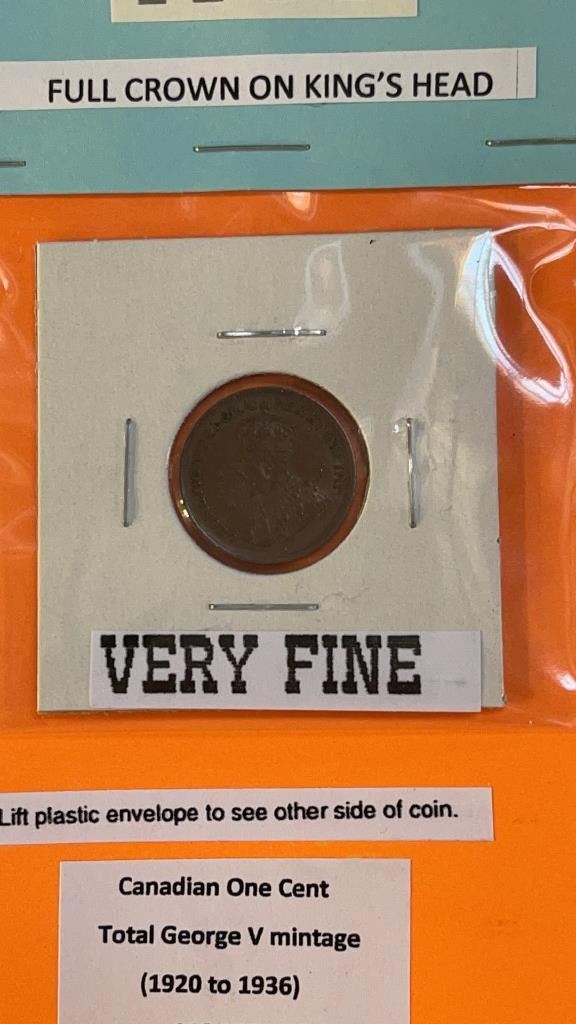 FULL CROWN ON KING'S HEAD
VERY FINE
Lift plastic envelope to see other side of coin.
Canadian One Cent
Total George V mintage
(1920 to 1936)